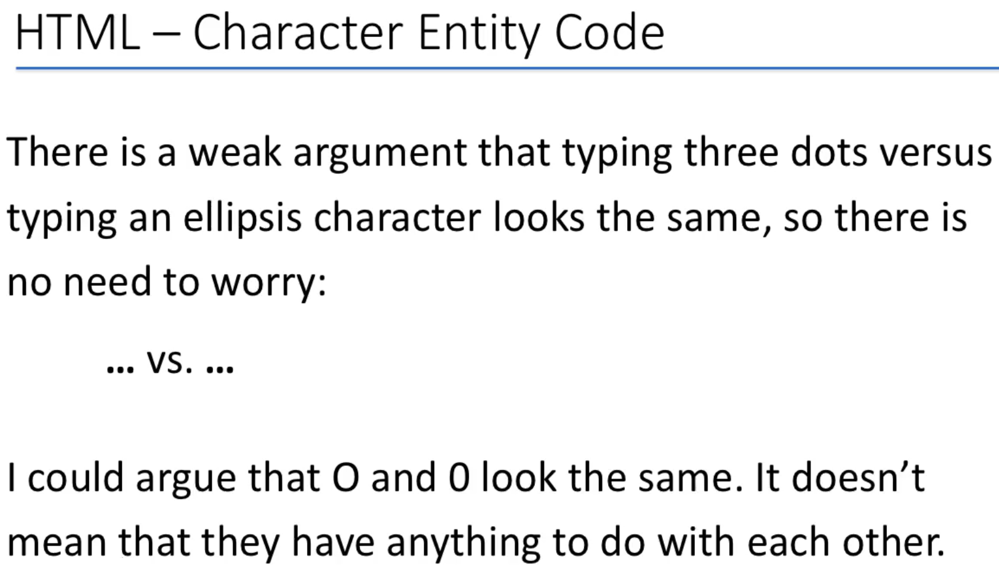 HTML – Character Entity Code
There is a weak argument that typing three dots versus
typing an ellipsis character looks the same, so there is
no need to worry:
... vs. …
I could argue that O and 0 look the same. It doesn’t
mean that they have anything to do with each other.